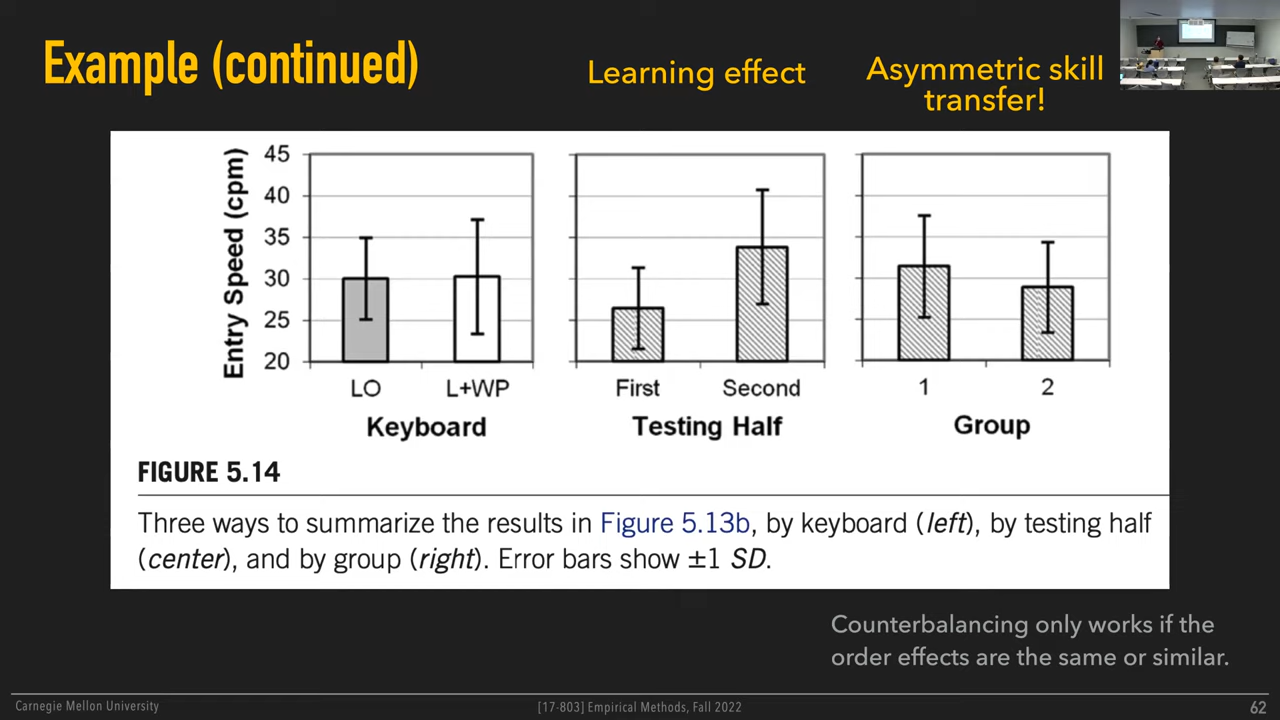 Example (continued)
Learning effect
Asymmetric skill
transfer!
Entry Speed (cpm)
45
40
35
30
25
20
LO
L+WP
Keyboard
First
Second
Testing Half
1
2
Group
FIGURE 5.14
Three ways to summarize the results in Figure 5.13b, by keyboard (left), by testing half
(center), and by group (right). Error bars show ±1 SD.
Counterbalancing only works if the
order effects are the same or similar.
Carnegie Mellon University
[17-803] Empirical Methods, Fall 2022
62